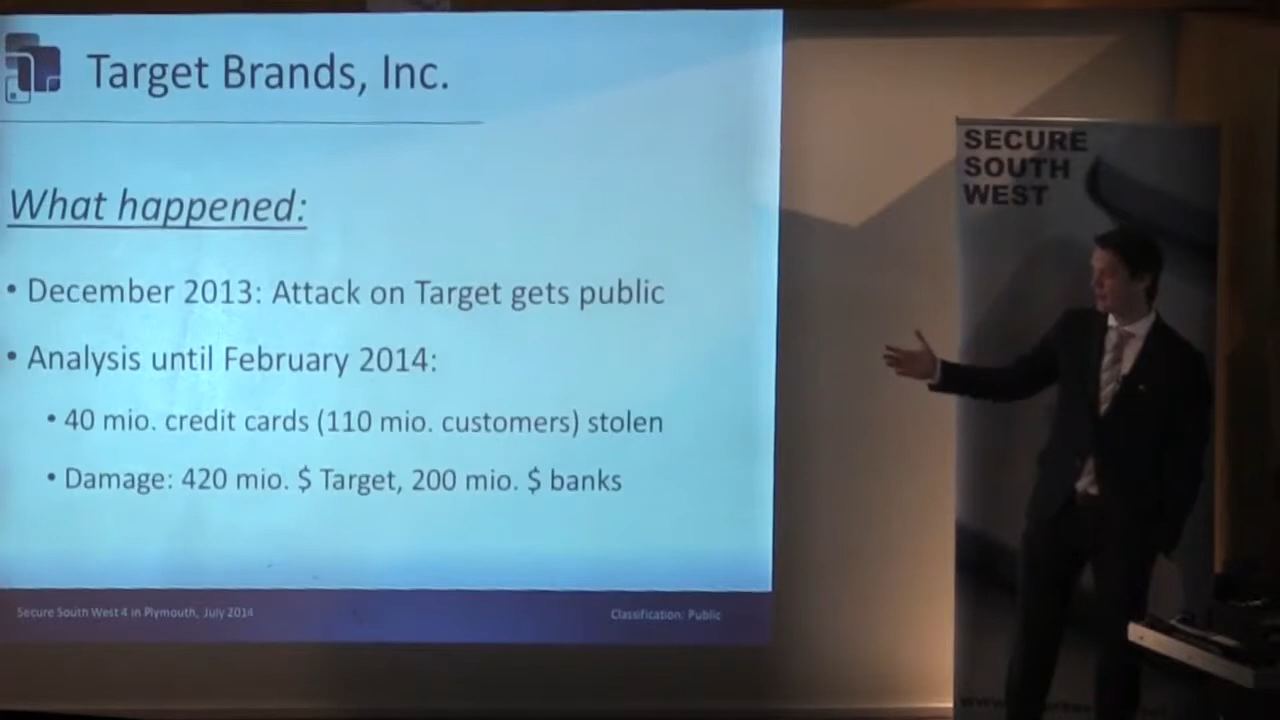 Target Brands, Inc.
What happened:
• December 2013: Attack on Target gets public
• Analysis until February 2014:
• 40 mio. credit cards (110 mio. customers) stolen
• Damage: 420 mio. $ Target, 200 mio. $ banks
Secure South West 4 in Plymouth, July 2014
Classification: Public
SECURE
SOUTH
WEST